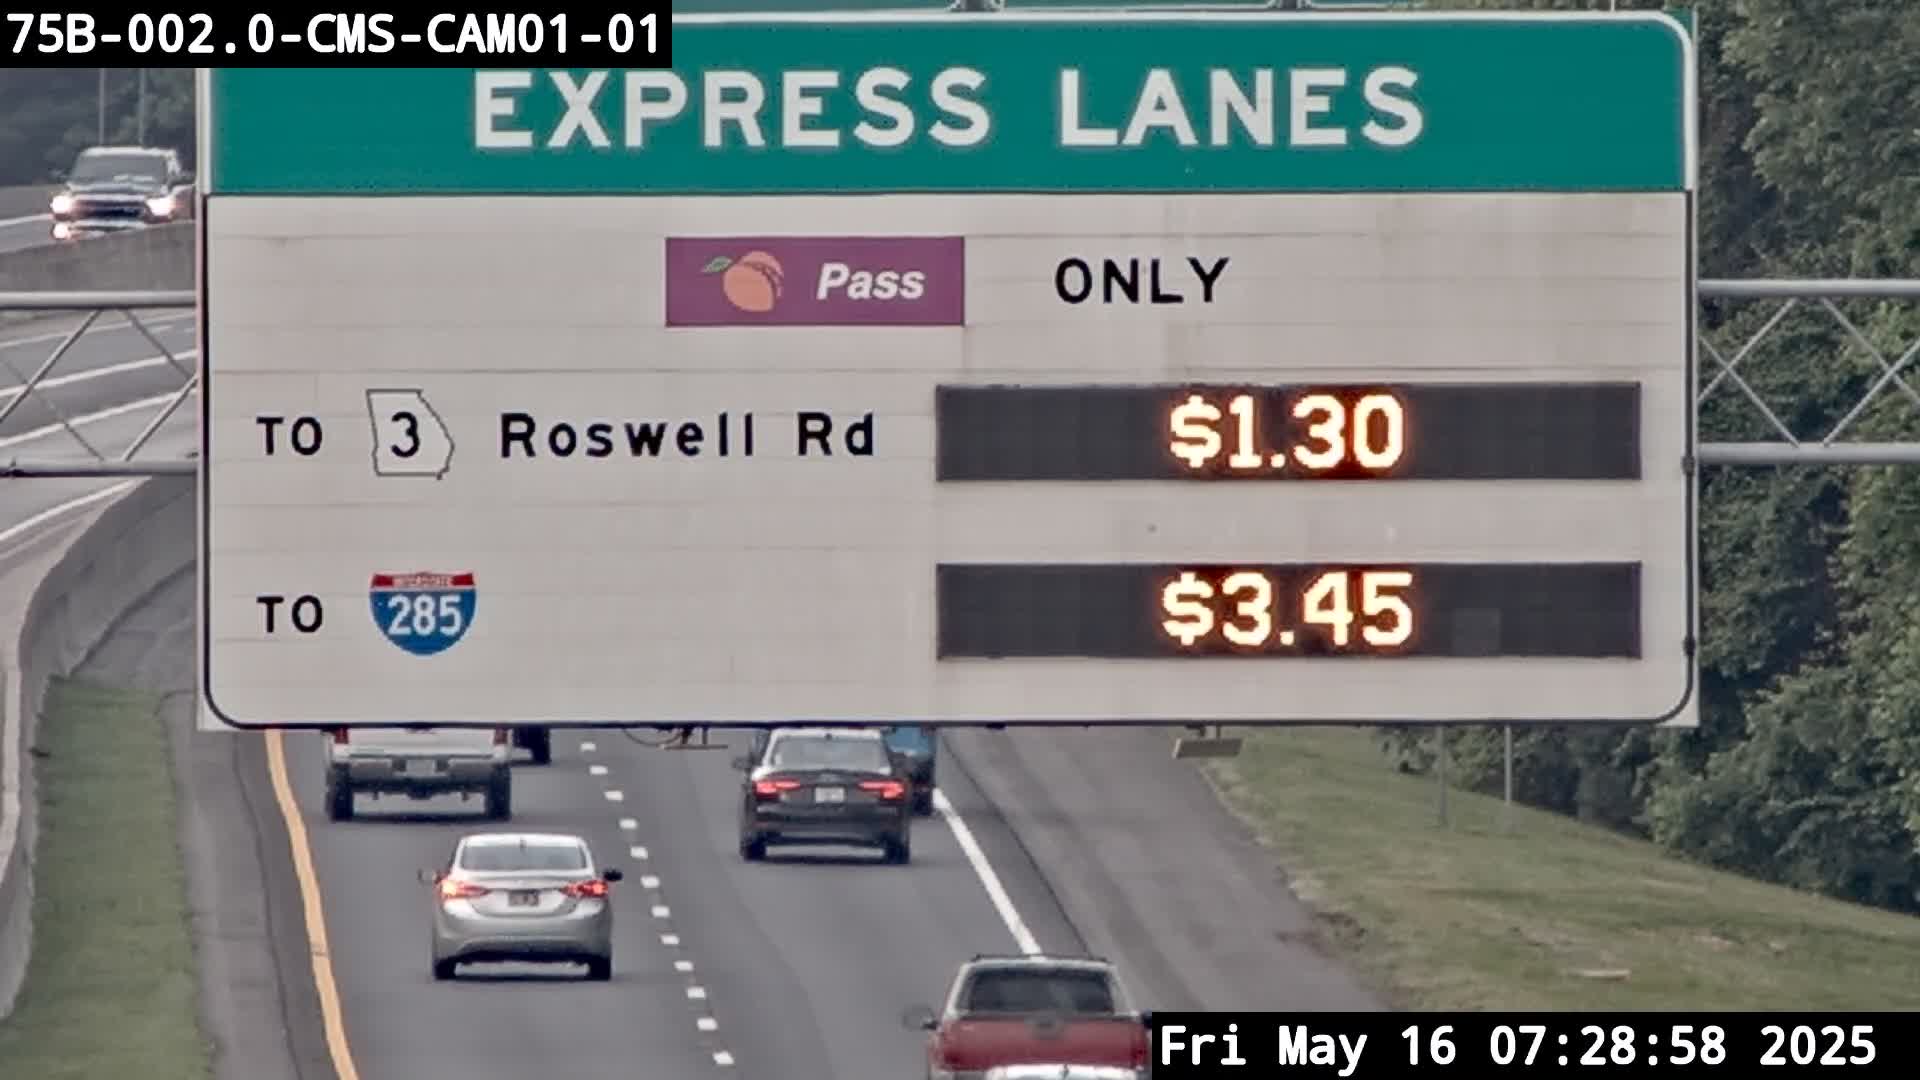 75B-002.0-CMS-CAM01-01
EXPRESS LANES
Pass ONLY
TO 3 Roswell Rd $1.30
INTERSTATE
TO 285 $3.45
Fri May 16 07:28:58 2025